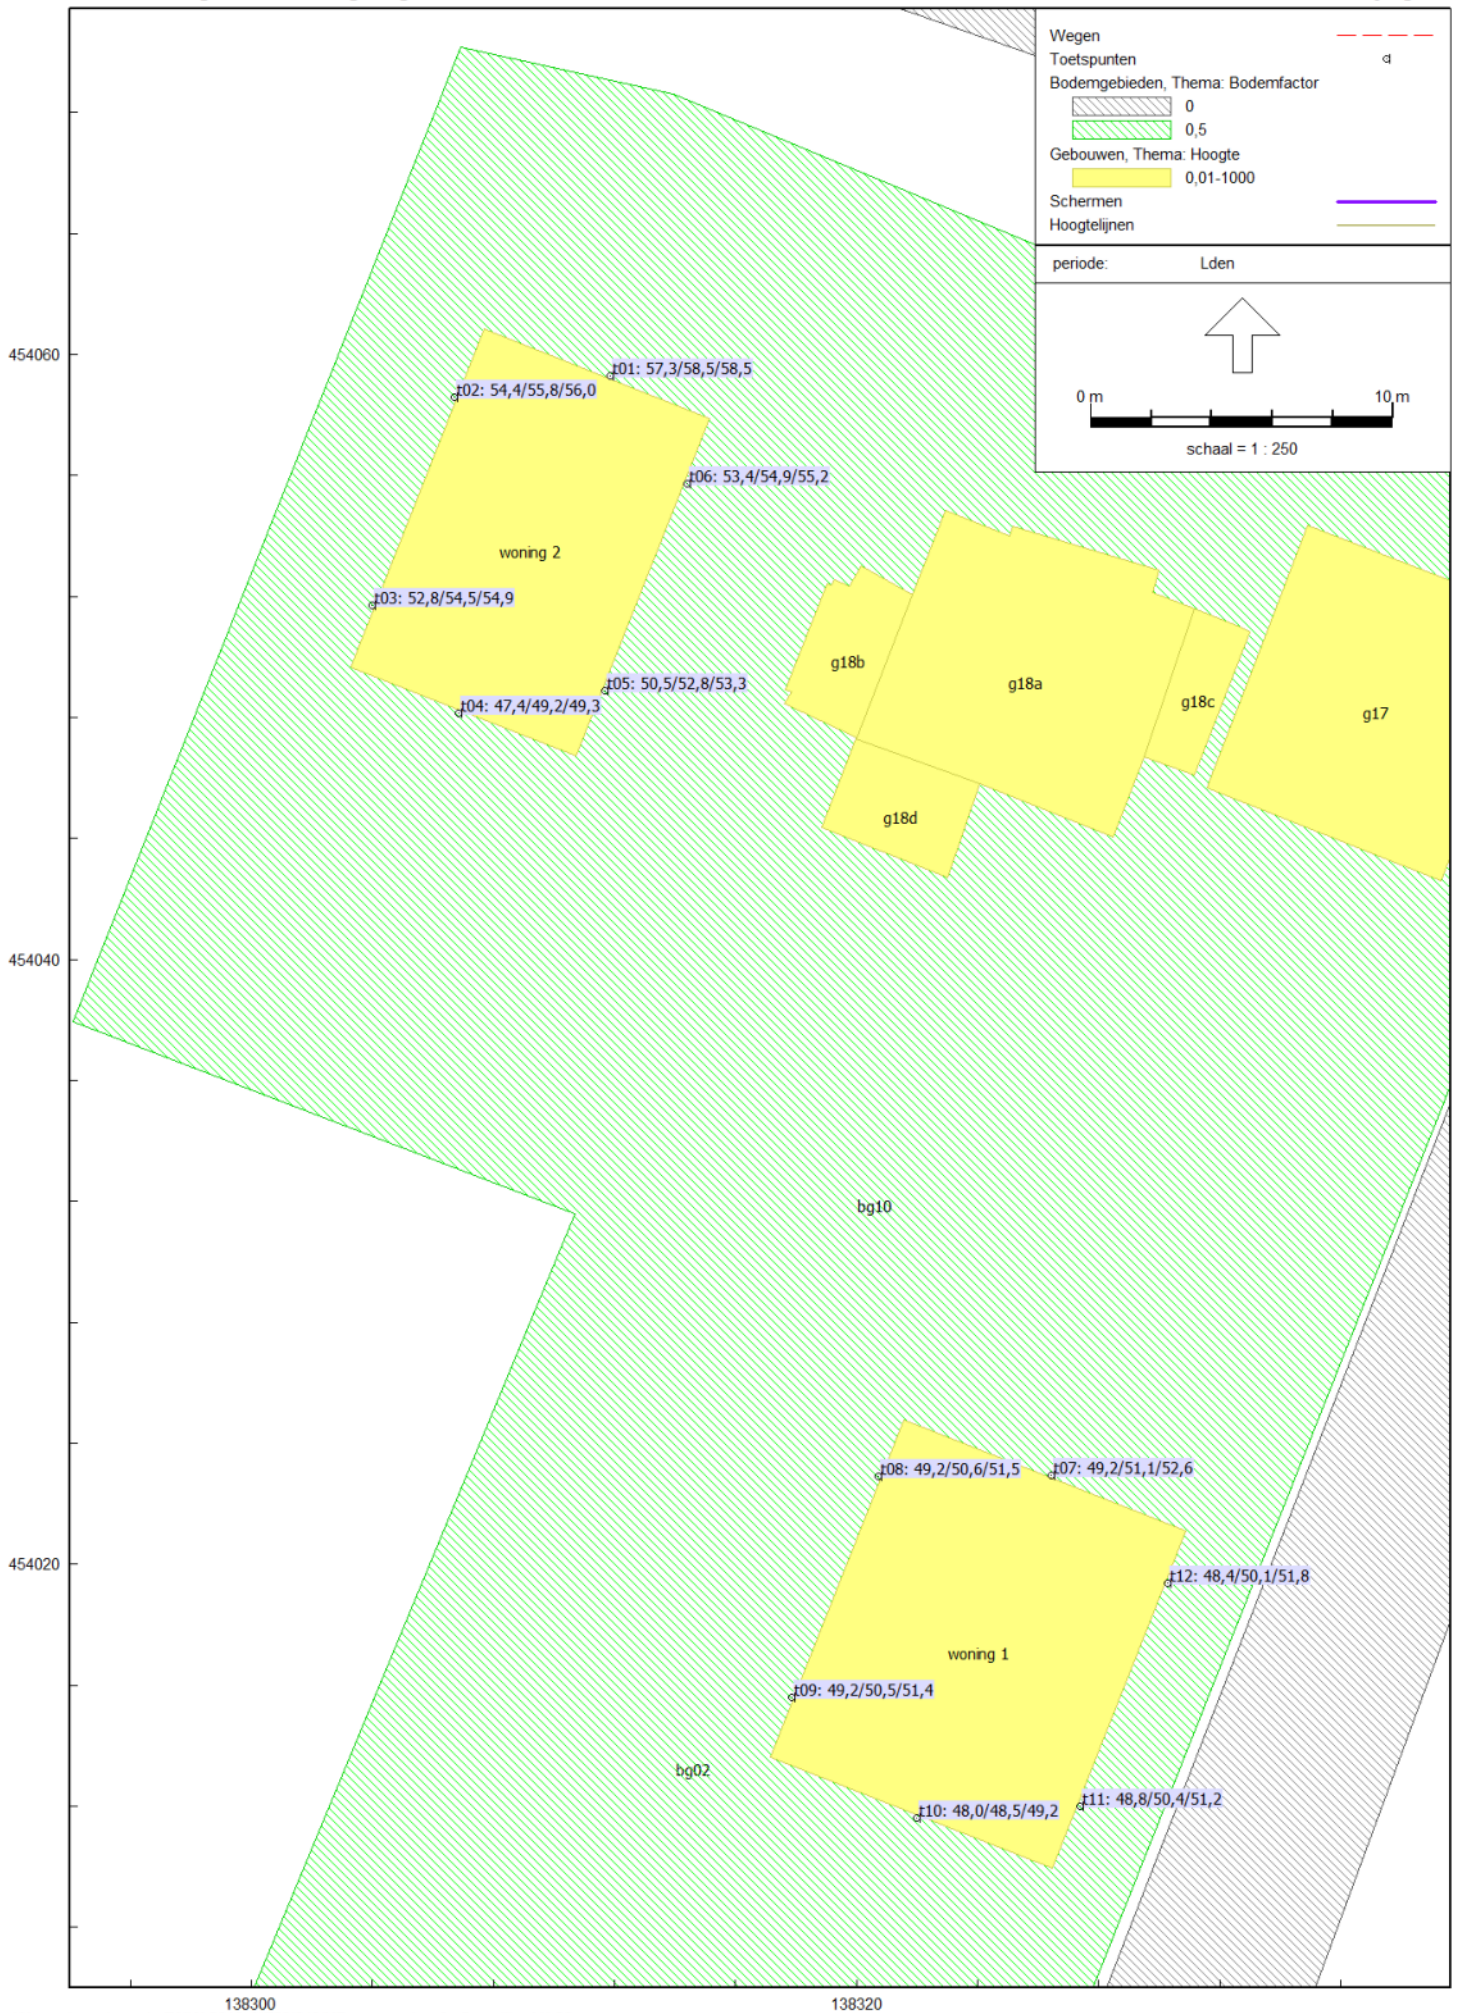 Wegen
Toetspunten
Bodemgebieden, Thema: Bodemfactor
0
0,5
Gebouwen, Thema: Hoogte
0,01-1000
Schermen
Hoogtelijnen
periode: Lden
0 m 10 m
schaal = 1 : 250
454060
t01: 57,3/58,5/58,5
t02: 54,4/55,8/56,0
t06: 53,4/54,9/55,2
woning 2
t03: 52,8/54,5/54,9
g18b
t05: 50,5/52,8/53,3
g18a
g18c
t04: 47,4/49,2/49,3
g17
g18d
454040
bg10
t08: 49,2/50,6/51,5
t07: 49,2/51,1/52,6
454020
t12: 48,4/50,1/51,8
woning 1
t09: 49,2/50,5/51,4
bg02
t11: 48,8/50,4/51,2
t10: 48,0/48,5/49,2
138300
138320